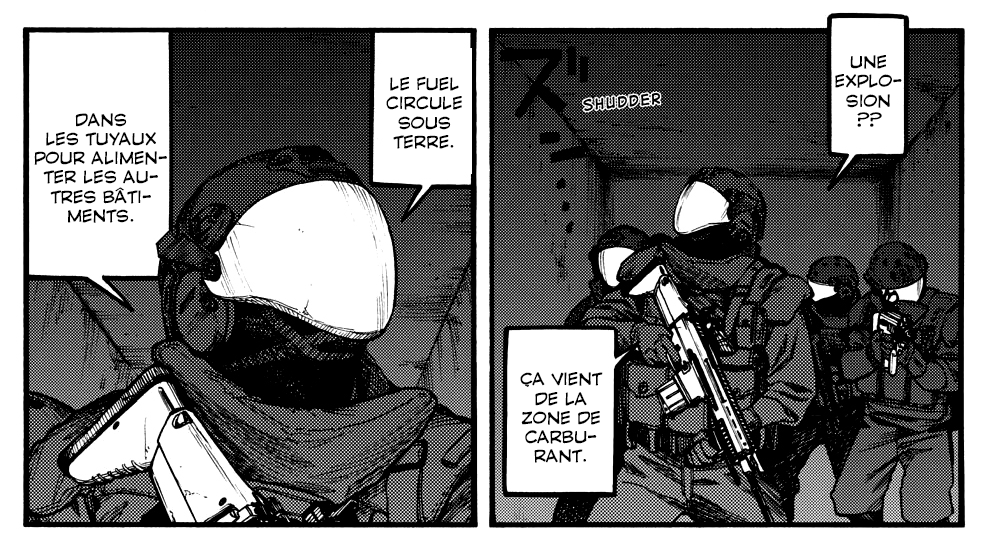 UNE
EXPLO-
SION
??
ズン
SHUDDER
ÇA VIENT
DE LA
ZONE DE
CARBU-
RANT.
LE FUEL
CIRCULE
SOUS
TERRE.
DANS
LES TUYAUX
POUR ALIMEN-
TER LES AU-
TRES BÂTI-
MENTS.